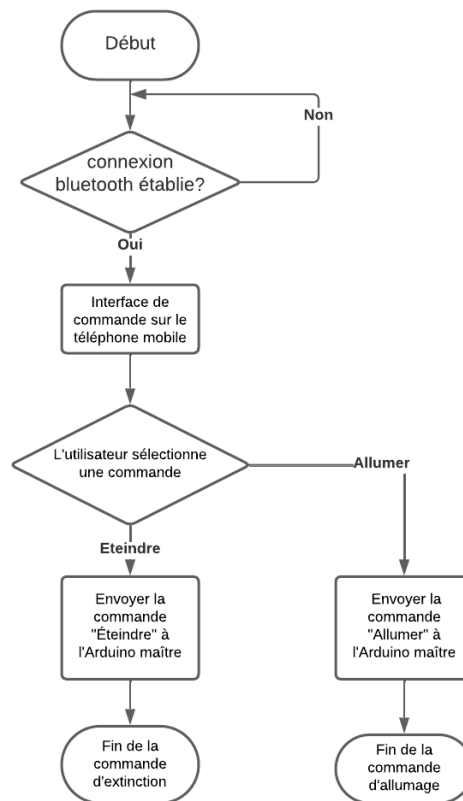 Début
Non
connexion
bluetooth établie?
Oui
Interface de
commande sur le
téléphone mobile
L'utilisateur sélectionne
une commande
Allumer
Eteindre
Envoyer la
commande
"Éteindre" à
l'Arduino maître
Envoyer la
commande
"Allumer" à
l'Arduino maître
Fin de la
commande
d'extinction
Fin de la
commande
d'allumage